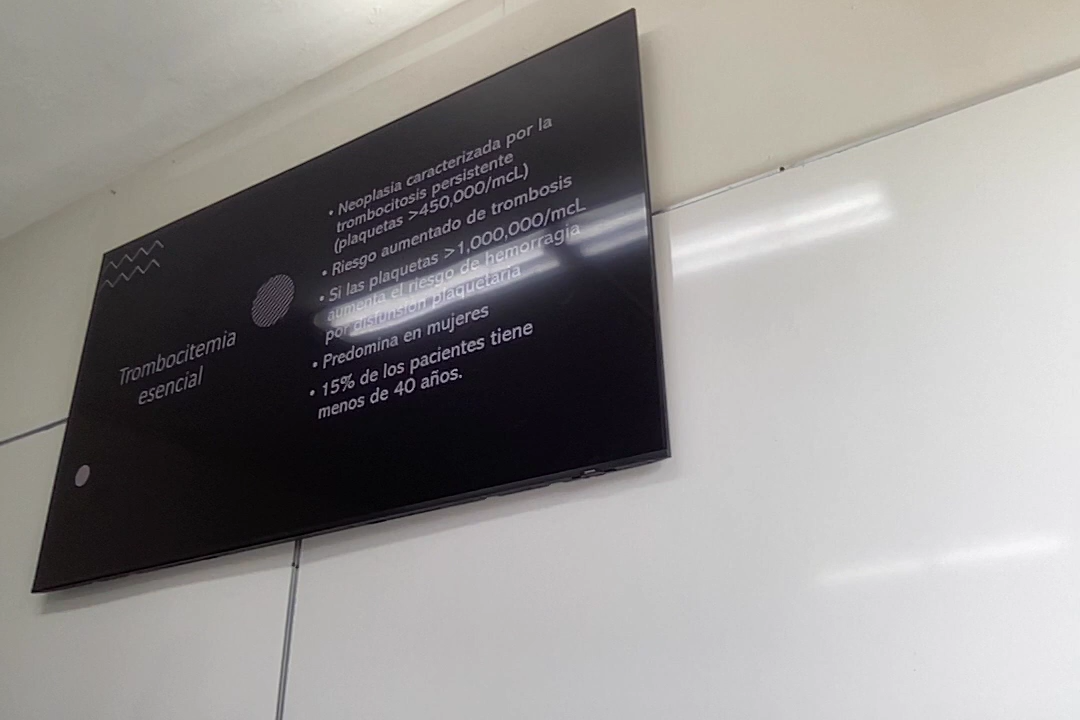 Trombocitemia
esencial
• Neoplasia caracterizada por la
trombocitosis persistente
(plaquetas >450,000/mcL)
• Riesgo aumentado de trombosis
• Si las plaquetas >1,000,000/mcL
aumenta el riesgo de hemorragia
por disfunsión plaquetaria
• Predomina en mujeres
• 15% de los pacientes tiene
menos de 40 años.